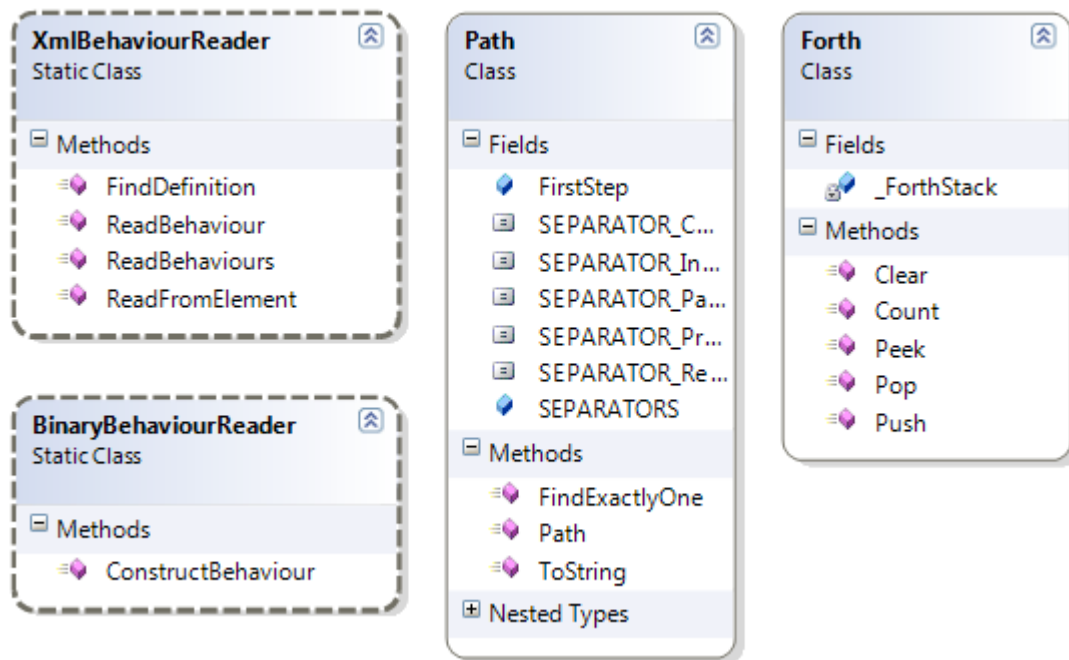 XmlBehaviourReader
Static Class
Methods
FindDefinition
ReadBehaviour
ReadBehaviours
ReadFromElement
BinaryBehaviourReader
Static Class
Methods
ConstructBehaviour
Path
Class
Fields
FirstStep
SEPARATOR_C...
SEPARATOR_In...
SEPARATOR_Pa...
SEPARATOR_Pr...
SEPARATOR_Re...
SEPARATORS
Methods
FindExactlyOne
Path
ToString
Nested Types
Forth
Class
Fields
_ForthStack
Methods
Clear
Count
Peek
Pop
Push